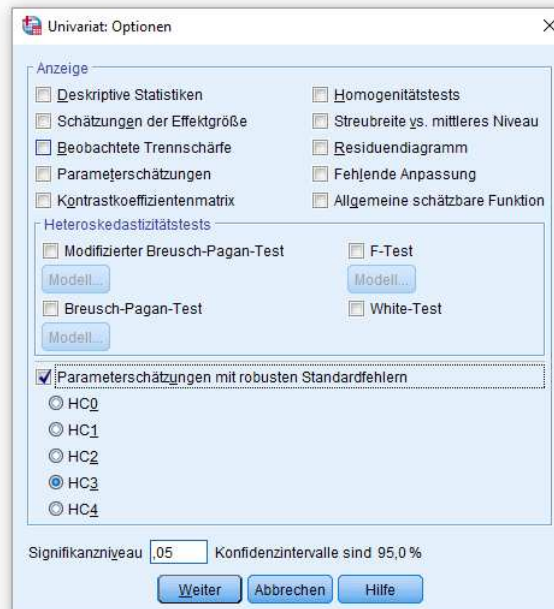 Univariat: Optionen
Anzeige
Deskriptive Statistiken
Homogenitätstests
Schätzungen der Effektgröße
Streubreite vs. mittleres Niveau
Beobachtete Trennschärfe
Residuendiagramm
Parameterschätzungen
Fehlende Anpassung
Kontrastkoeffizientenmatrix
Allgemeine schätzbare Funktion
Heteroskedastizitätstests
Modifizierter Breusch-Pagan-Test
F-Test
Modell...
Modell...
Breusch-Pagan-Test
White-Test
Modell...
Parameterschätzungen mit robusten Standardfehlern
HC0
HC1
HC2
HC3
HC4
Signifikanzniveau ,05 Konfidenzintervalle sind 95,0 %
Weiter Abbrechen Hilfe